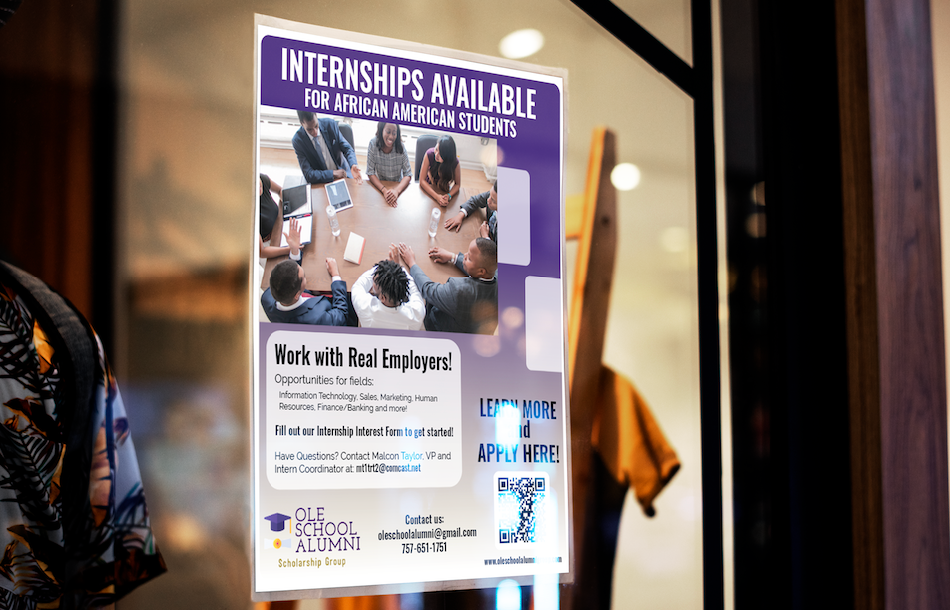 INTERNSHIPS AVAILABLE
FOR AFRICAN AMERICAN STUDENTS
Work with Real Employers!
Opportunities for fields:
Information Technology, Sales, Marketing, Human
Resources, Finance/Banking and more!
Fill out our Internship Interest Form to get started!
Have Questions? Contact Malcon Taylor, VP and
Intern Coordinator at: mt1trt2@comcast.net
LEARN MORE
and
APPLY HERE!
OLE
SCHOOL
ALUMNI
Scholarship Group
Contact us:
oleschoolalumni@gmail.com
757-651-1751